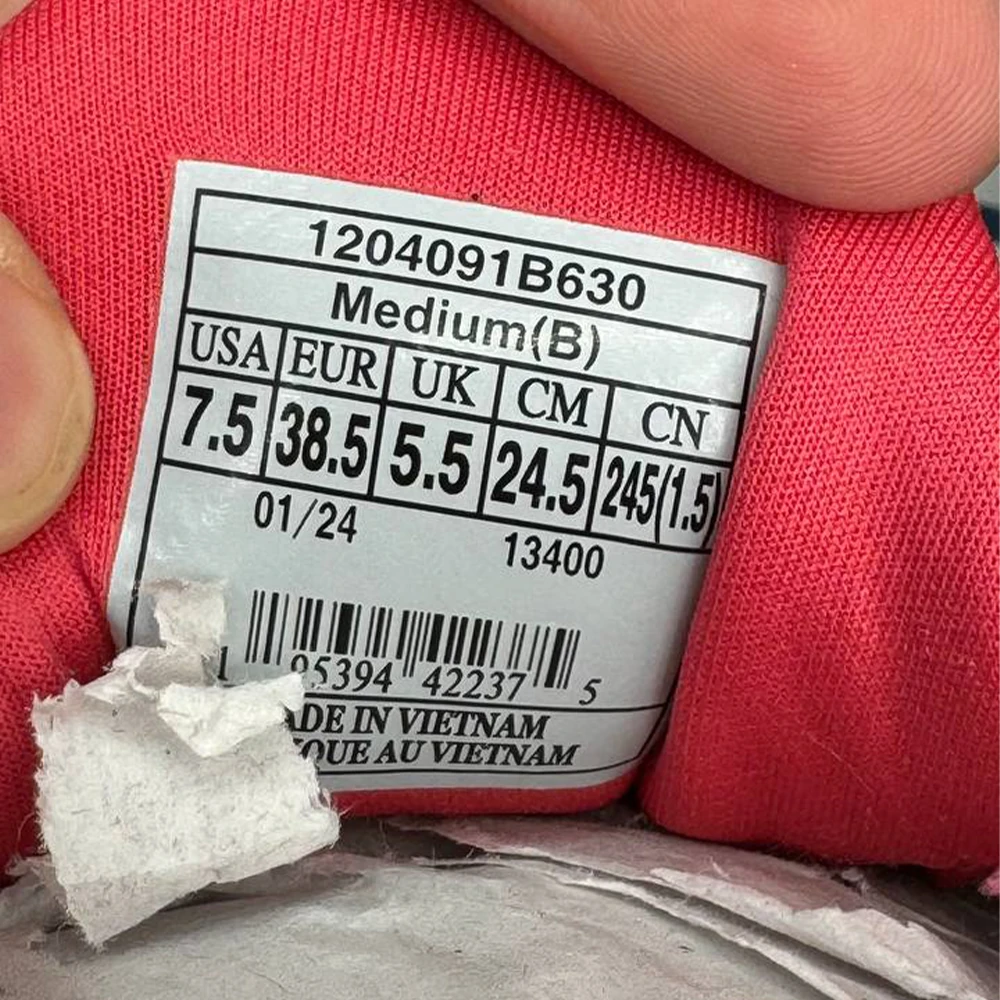 1204091B630
Medium(B)
USA EUR UK CM CN
7.5 38.5 5.5 24.5 245(1.5)
01/24
13400
1 95394 42237 5
ADE IN VIETNAM
QUE AU VIETNAM